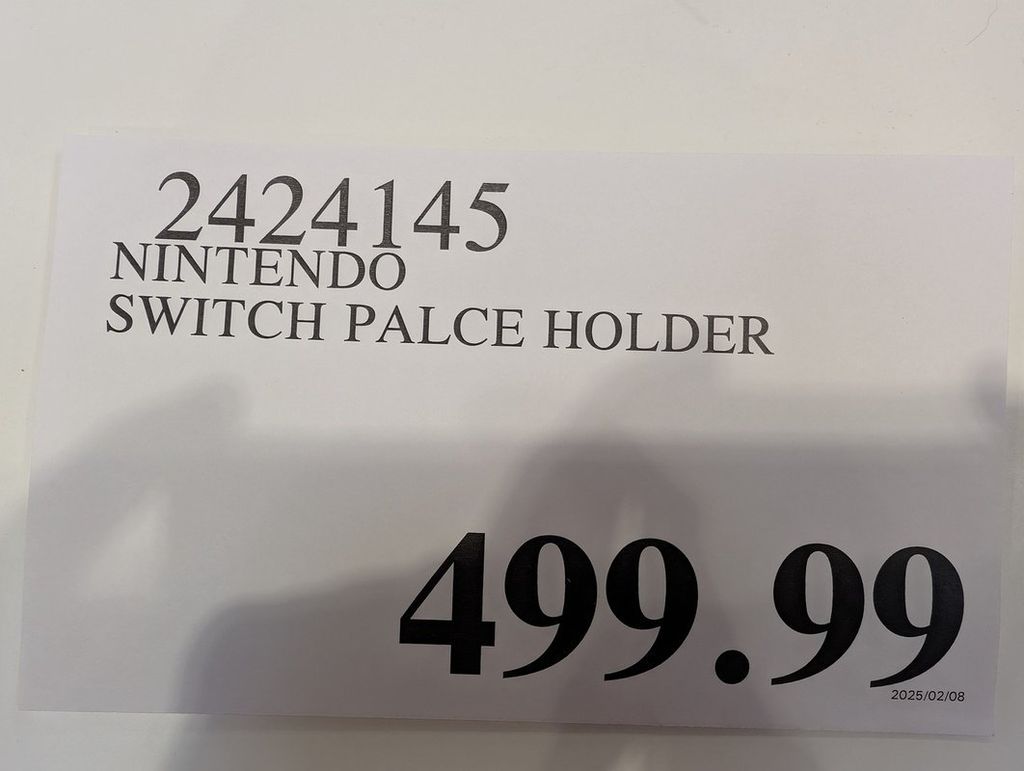 2424145
NINTENDO
SWITCH PALCE HOLDER
499.99
2025/02/08